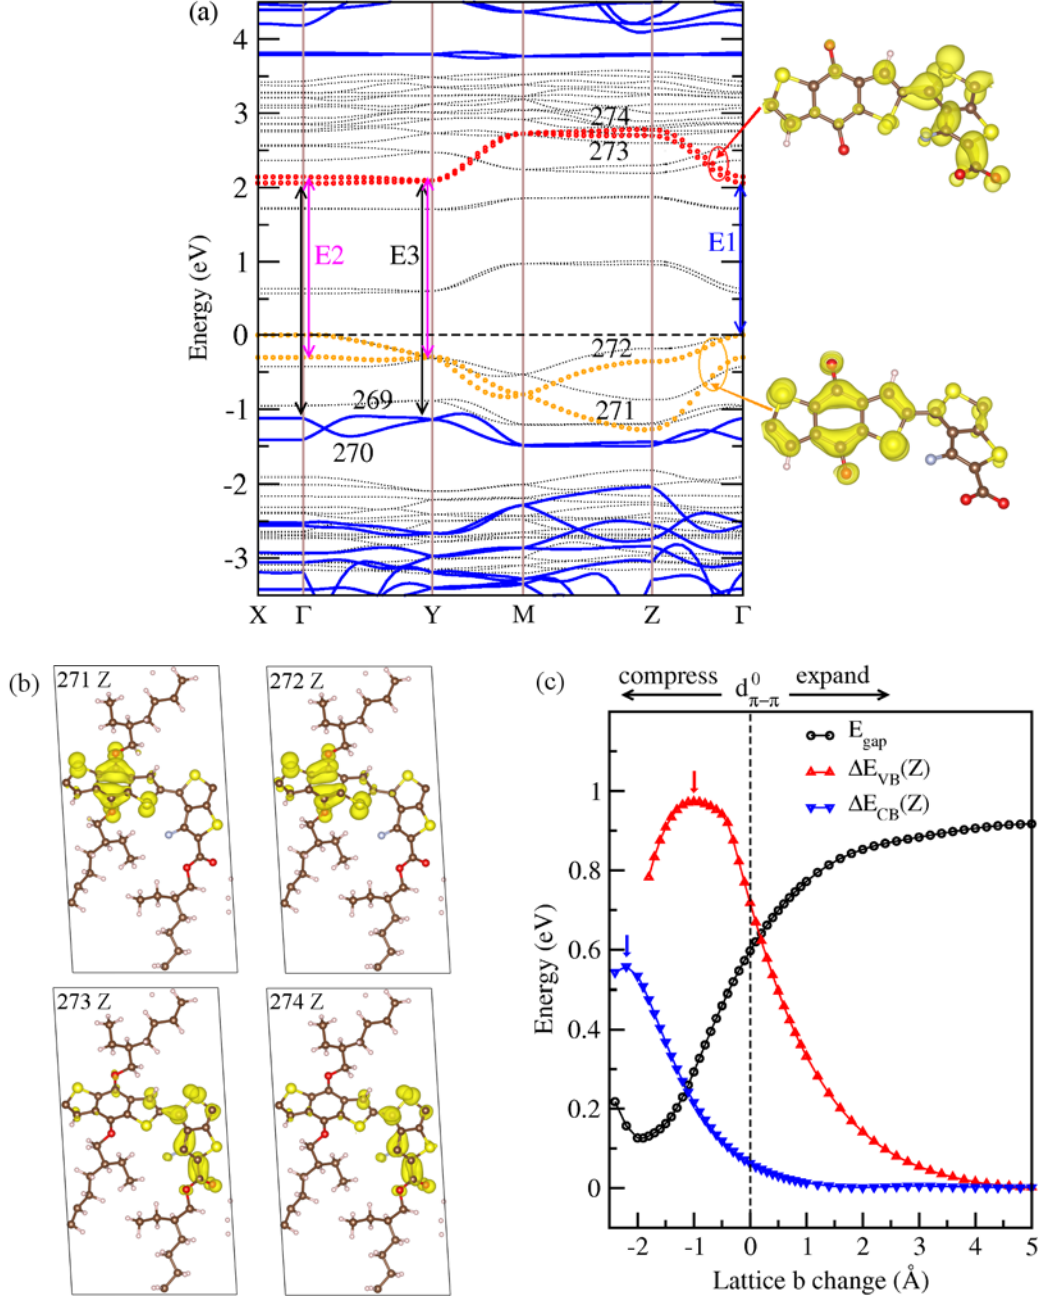 (a)
4
3
2
1
0
-1
-2
-3
Energy (eV)
274
273
E2
E3
E1
272
269
271
270
X Γ Y M Z Γ
(b)
271 Z
272 Z
273 Z
274 Z
(c)
compress d⁰π−π expand
Egap
ΔEVB(Z)
ΔECB(Z)
1
0.8
0.6
0.4
0.2
0
Energy (eV)
-2 -1 0 1 2 3 4 5
Lattice b change (Å)